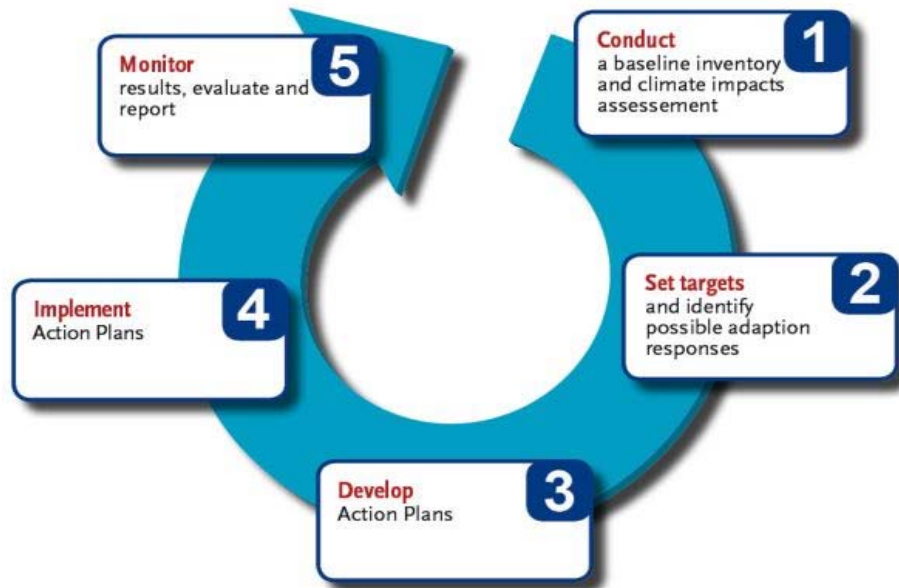 Conduct
a baseline inventory
and climate impacts
assessement
1
Set targets
and identify
possible adaption
responses
2
Develop
Action Plans
3
Implement
Action Plans
4
Monitor
results, evaluate and
report
5